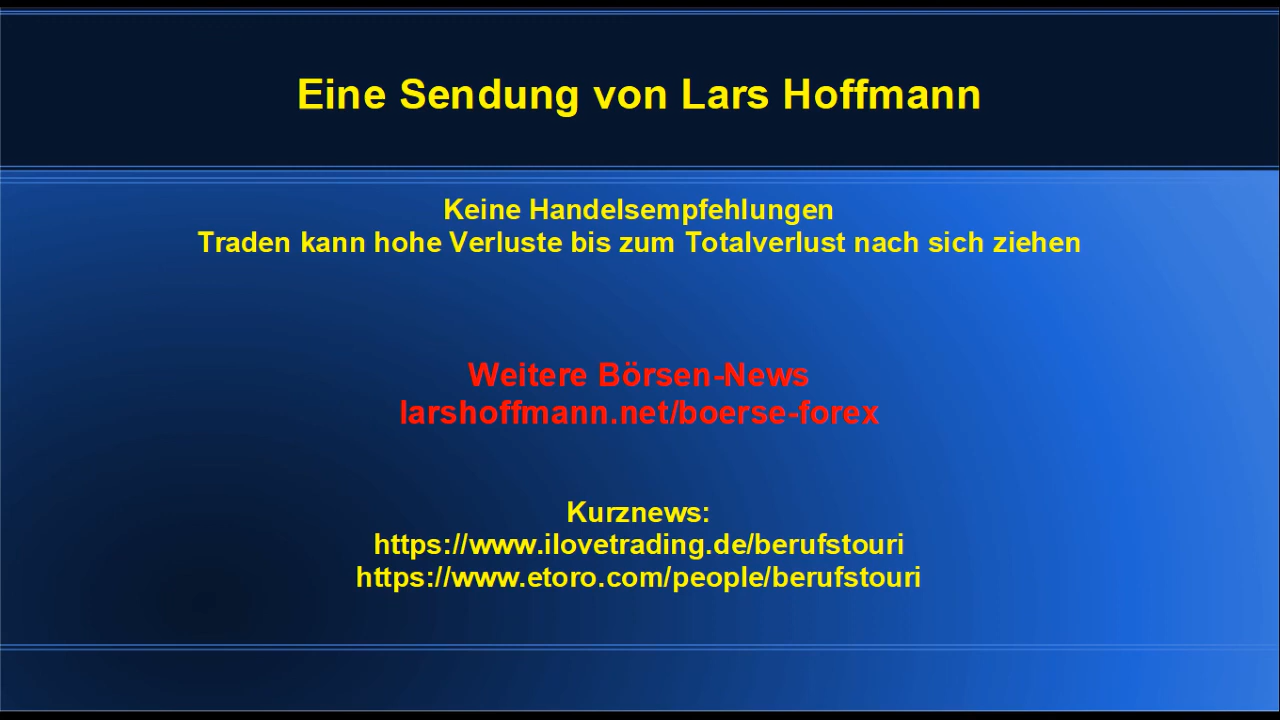 Eine Sendung von Lars Hoffmann
Keine Handelsempfehlungen
Traden kann hohe Verluste bis zum Totalverlust nach sich ziehen
Weitere Börsen-News
larshoffmann.net/boerse-forex
Kurznews:
https://www.ilovetrading.de/berufstouri
https://www.etoro.com/people/berufstouri